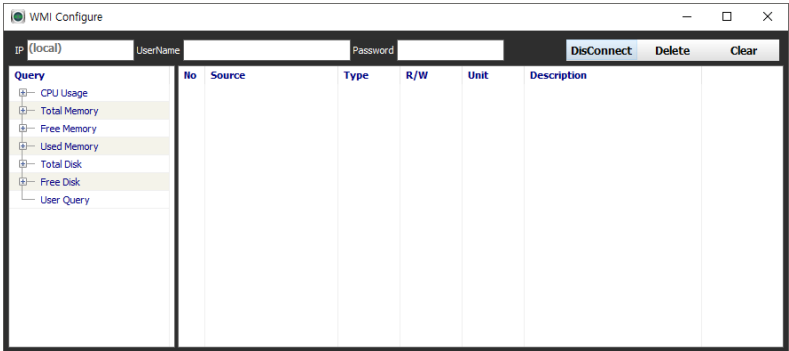 WMI Configure
IP (local) UserName Password DisConnect Delete Clear
Query No Source Type R/W Unit Description
CPU Usage
Total Memory
Free Memory
Used Memory
Total Disk
Free Disk
User Query